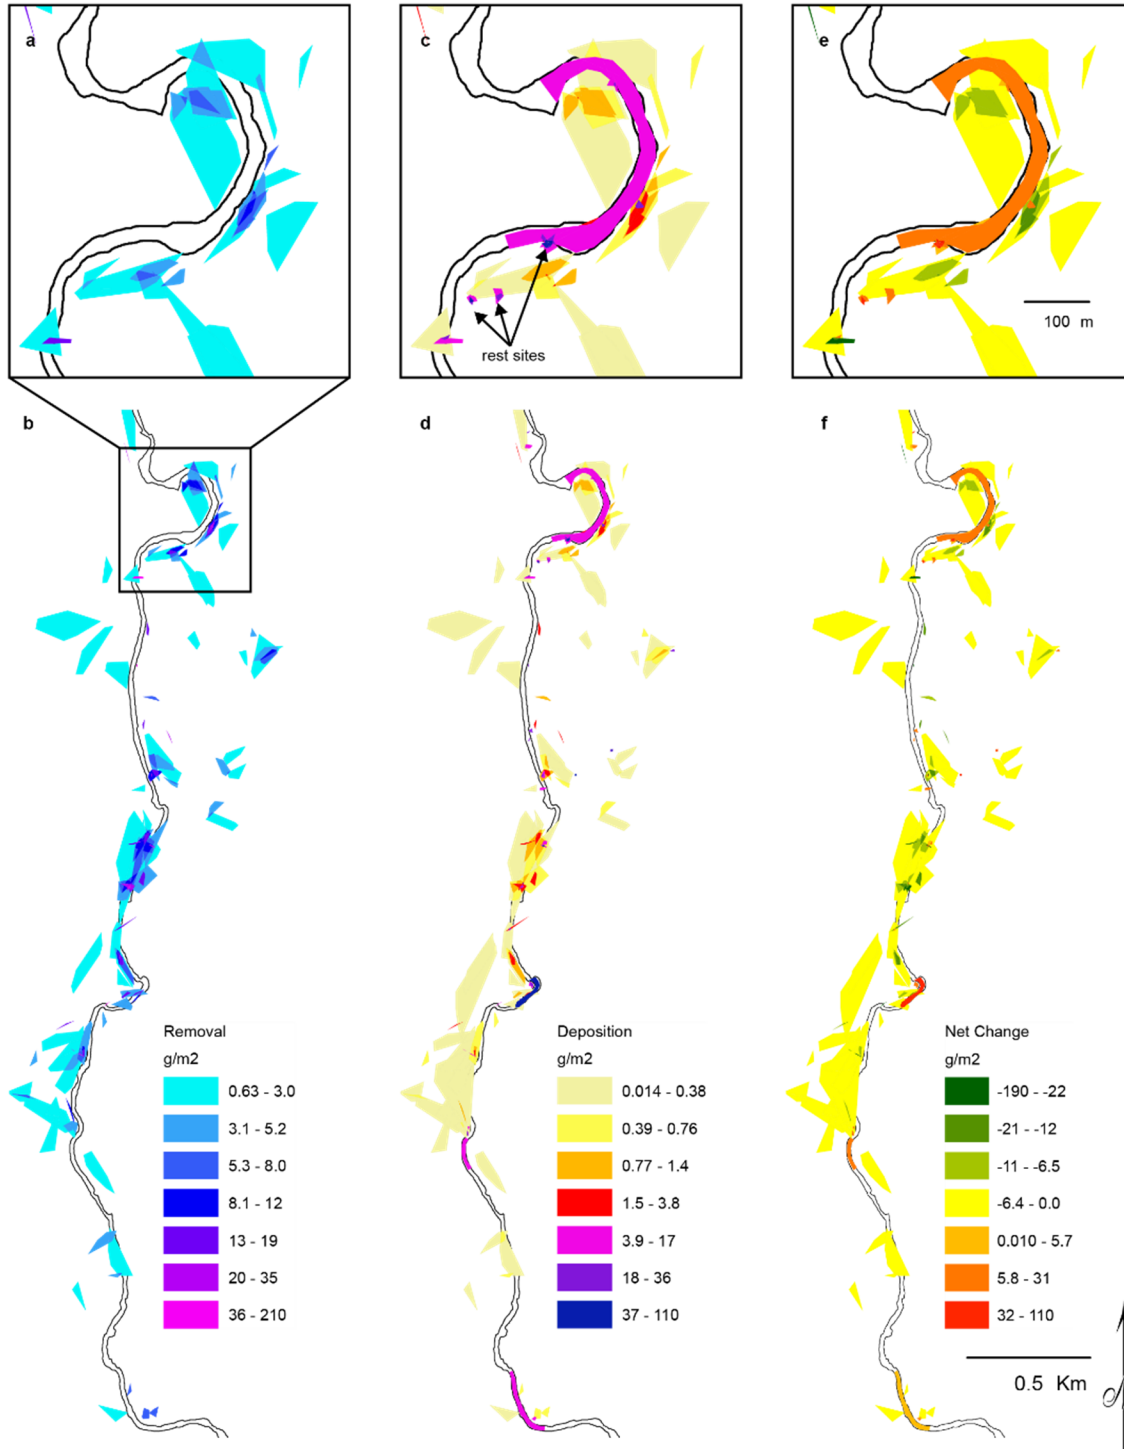 a
c
e
rest sites
100 m
b
d
f
Removal
g/m2
0.63 - 3.0
3.1 - 5.2
5.3 - 8.0
8.1 - 12
13 - 19
20 - 35
36 - 210
Deposition
g/m2
0.014 - 0.38
0.39 - 0.76
0.77 - 1.4
1.5 - 3.8
3.9 - 17
18 - 36
37 - 110
Net Change
g/m2
-190 - -22
-21 - -12
-11 - -6.5
-6.4 - 0.0
0.010 - 5.7
5.8 - 31
32 - 110
0.5 Km